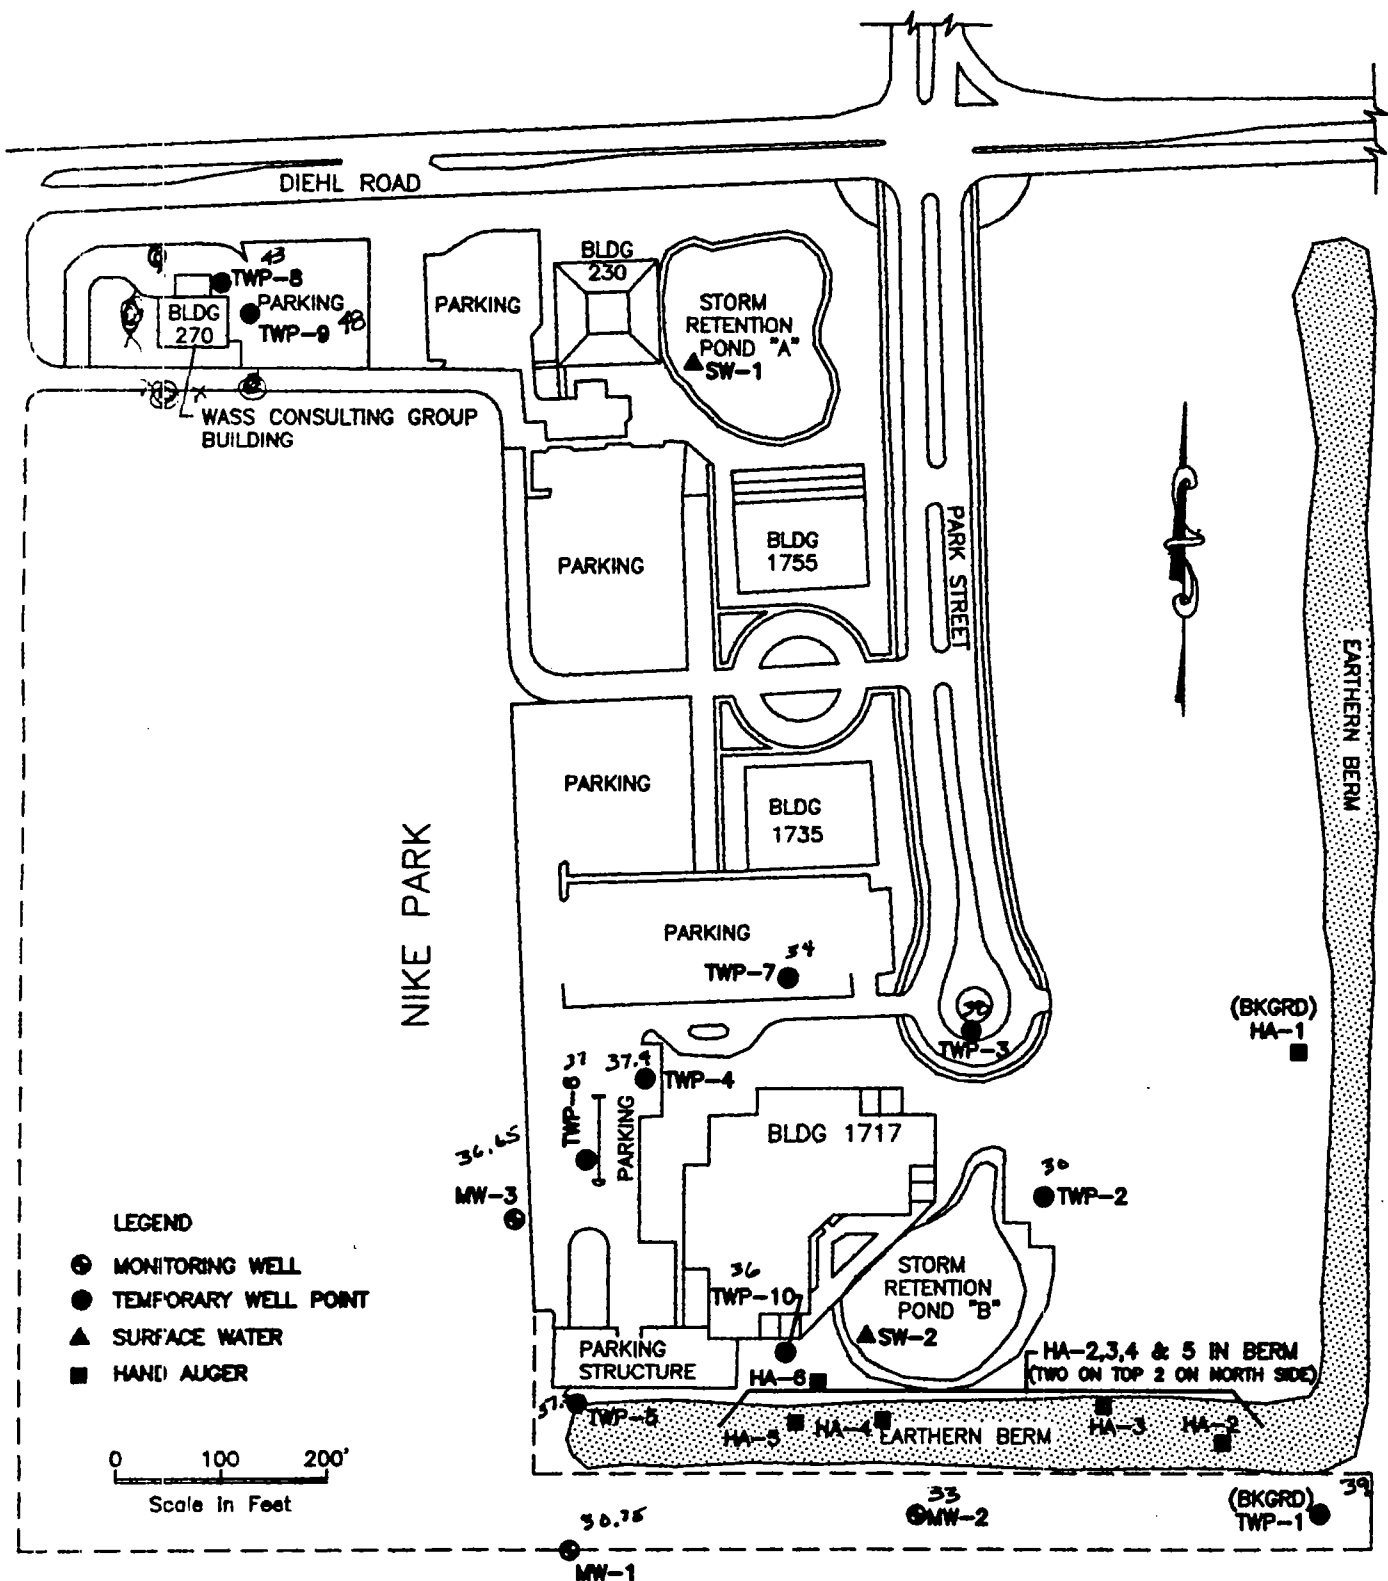 DIEHL ROAD
43
TWP-8
PARKING
48
TWP-9
BLDG
270
WASS CONSULTING GROUP
BUILDING
PARKING
BLDG
230
STORM
RETENTION
POND "A"
SW-1
PARKING
BLDG
1755
PARK STREET
EARTHERN BERM
PARKING
BLDG
1735
NIKE PARK
PARKING
34
TWP-7
TWP-3
(BKGRD)
HA-1
37
TWP-6
37.9
TWP-4
PARKING
BLDG 1717
36.65
MW-3
30
TWP-2
36
TWP-10
STORM
RETENTION
POND "B"
SW-2
PARKING
STRUCTURE
HA-6
HA-2,3,4 & 5 IN BERM
(TWO ON TOP 2 ON NORTH SIDE)
TWP-5
HA-5
HA-4
EARTHERN BERM
HA-3
HA-2
LEGEND
MONITORING WELL
TEMPORARY WELL POINT
SURFACE WATER
HAND AUGER
0 100 200'
Scale in Feet
30.75
MW-1
33
MW-2
39
(BKGRD)
TWP-1